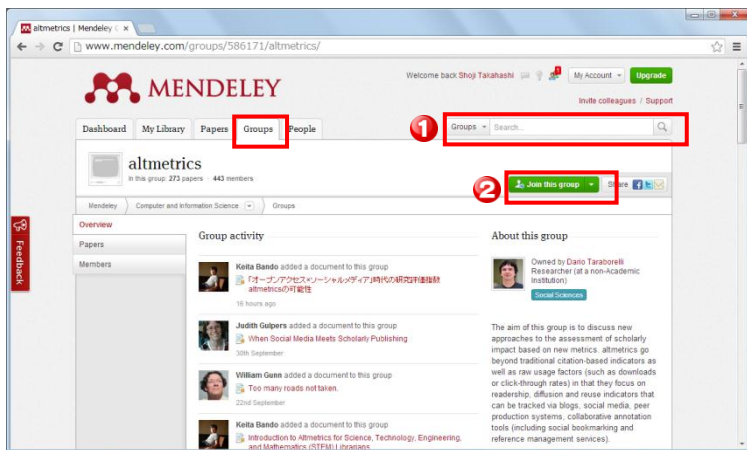 altmetrics | Mendeley G
www.mendeley.com/groups/586171/altmetrics/
MENDELEY
Welcome back Shoji Takahashi
My Account
Upgrade
Invite colleagues / Support
Dashboard My Library Papers Groups People
1
Groups Search...
altmetrics
in this group: 273 papers · 443 members
2
Join this group
Share
Mendeley Computer and Information Science Groups
Feedback
Overview
Papers
Members
Group activity
Keita Bando added a document to this group
「オープンアクセス×ソーシャルメディア」時代の研究評価指数
altmetricsの可能性
16 hours ago
Judith Gulpers added a document to this group
When Social Media Meets Scholarly Publishing
30th September
William Gunn added a document to this group
Too many roads not taken.
22nd September
Keita Bando added a document to this group
Introduction to Altmetrics for Science, Technology, Engineering,
and Mathematics (STEM) Librarians
About this group
Owned by Dario Taraborelli
Researcher (at a non-Academic
Institution)
Social Sciences
The aim of this group is to discuss new
approaches to the assessment of scholarly
impact based on new metrics. altmetrics go
beyond traditional citation-based indicators as
well as raw usage factors (such as downloads
or click-through rates) in that they focus on
readership, diffusion and reuse indicators that
can be tracked via blogs, social media, peer
production systems, collaborative annotation
tools (including social bookmarking and
reference management services).